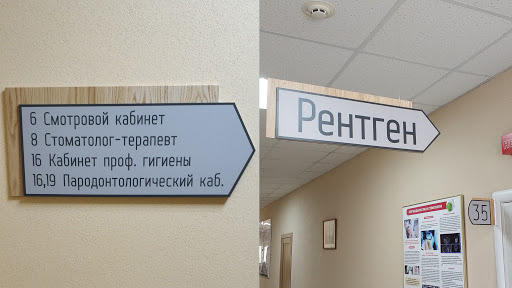 6 Смотровой кабинет
8 Стоматолог-терапевт
16 Кабинет проф. гигиены
16,19 Пародонтологический каб.
Рентген
35